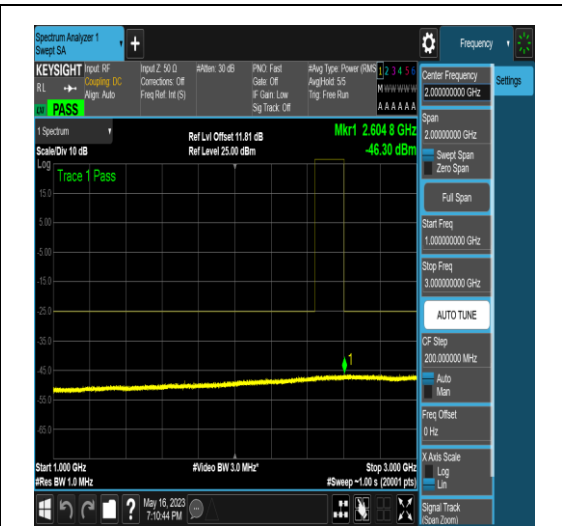 Spectrum Analyzer 1
Swept SA
+
Frequency
KEYSIGHT
Input: RF
Coupling: DC
Align: Auto
Input Z: 50 Ω
Corrections: Off
Freq Ref: Int (S)
#Atten: 30 dB
PNO: Fast
Gate: Off
IF Gain: Low
Sig Track: Off
#Avg Type: Power (RMS
Avg|Hold: 5/5
Trig: Free Run
1 2 3 4 5 6
M W W W W W
A A A A A A
RL
PASS
1 Spectrum
Scale/Div 10 dB
Ref Lvl Offset 11.81 dB
Ref Level 25.00 dBm
Mkr1 2.604 8 GHz
-46.30 dBm
Log
Trace 1 Pass
15.0
5.00
-5.00
-15.0
-25.0
-35.0
-45.0
-55.0
-65.0
1
Start 1.000 GHz
#Res BW 1.0 MHz
#Video BW 3.0 MHz*
Stop 3.000 GHz
#Sweep ~1.00 s (20001 pts)
May 16, 2023
7:10:44 PM
?
Center Frequency
2.000000000 GHz
Settings
Span
2.00000000 GHz
Swept Span
Zero Span
Full Span
Start Freq
1.000000000 GHz
Stop Freq
3.000000000 GHz
AUTO TUNE
CF Step
200.000000 MHz
Auto
Man
Freq Offset
0 Hz
X Axis Scale
Log
Lin
Signal Track
(Span Zoom)